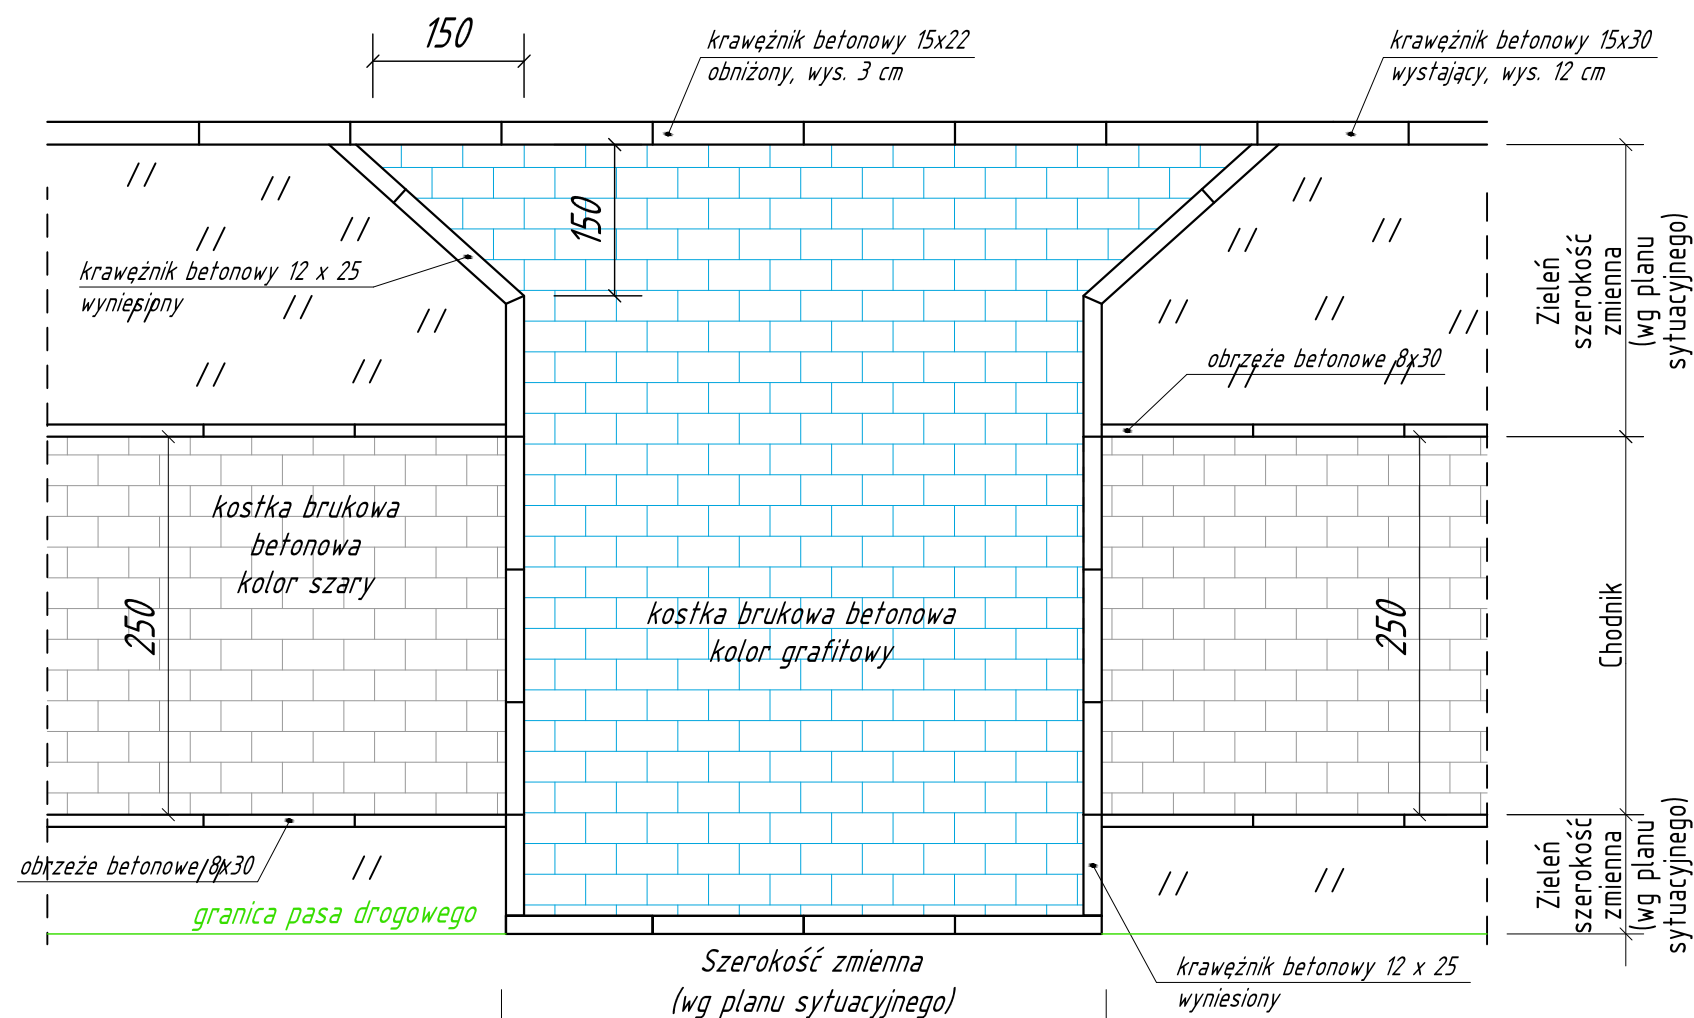 150
krawężnik betonowy 15x22
obniżony, wys. 3 cm
krawężnik betonowy 15x30
wystający, wys. 12 cm
150
krawężnik betonowy 12 x 25
wyniesiony
Zieleń
szerokość
zmienna
(wg planu
sytuacyjnego)
obrzeże betonowe 8x30
kostka brukowa
betonowa
kolor szary
250
kostka brukowa betonowa
kolor grafitowy
250
Chodnik
obrzeże betonowe 8x30
granica pasa drogowego
Zieleń
szerokość
zmienna
(wg planu
sytuacyjnego)
Szerokość zmienna
(wg planu sytuacyjnego)
krawężnik betonowy 12 x 25
wyniesiony